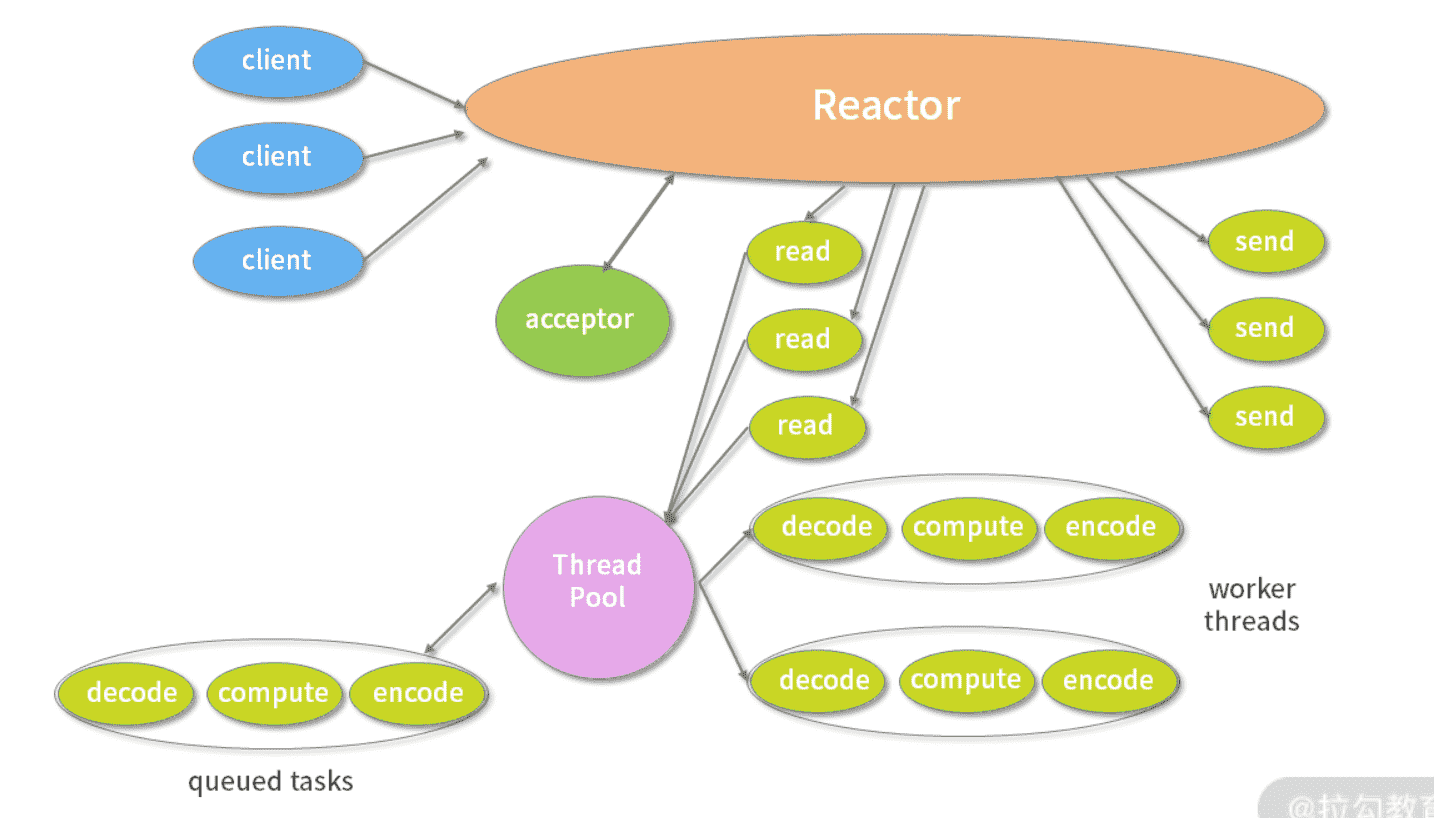 client
Reactor
client
client
read
send
acceptor
read
send
read
send
Thread
Pool
decode compute encode
worker
threads
decode compute encode
decode compute encode
queued tasks
@拉勾教育